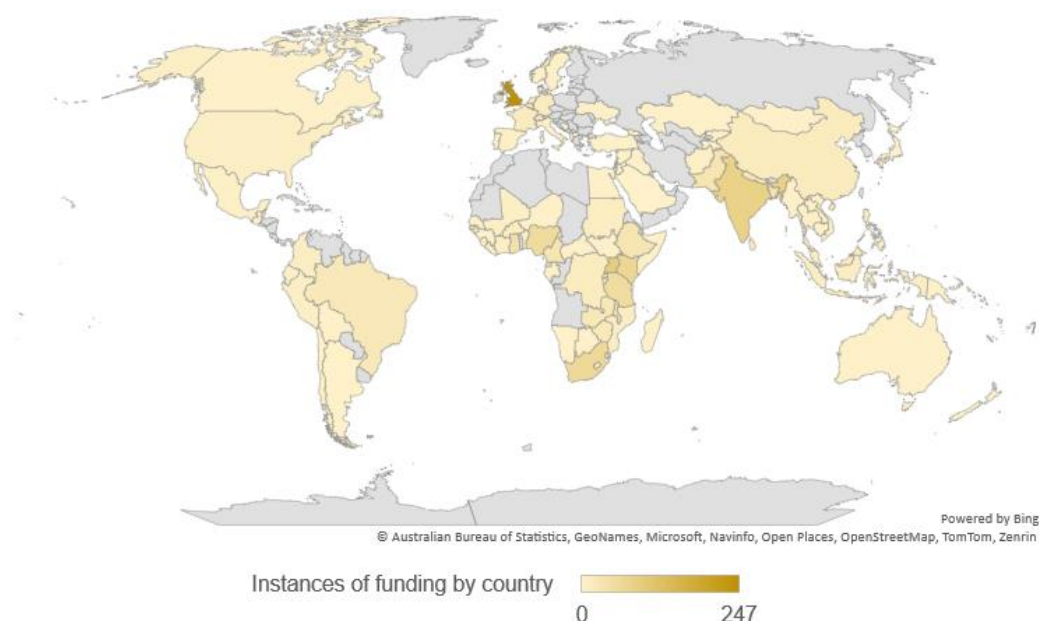 Powered by Bing
© Australian Bureau of Statistics, GeoNames, Microsoft, Navinfo, Open Places, OpenStreetMap, TomTom, Zenrin
Instances of funding by country
0 247